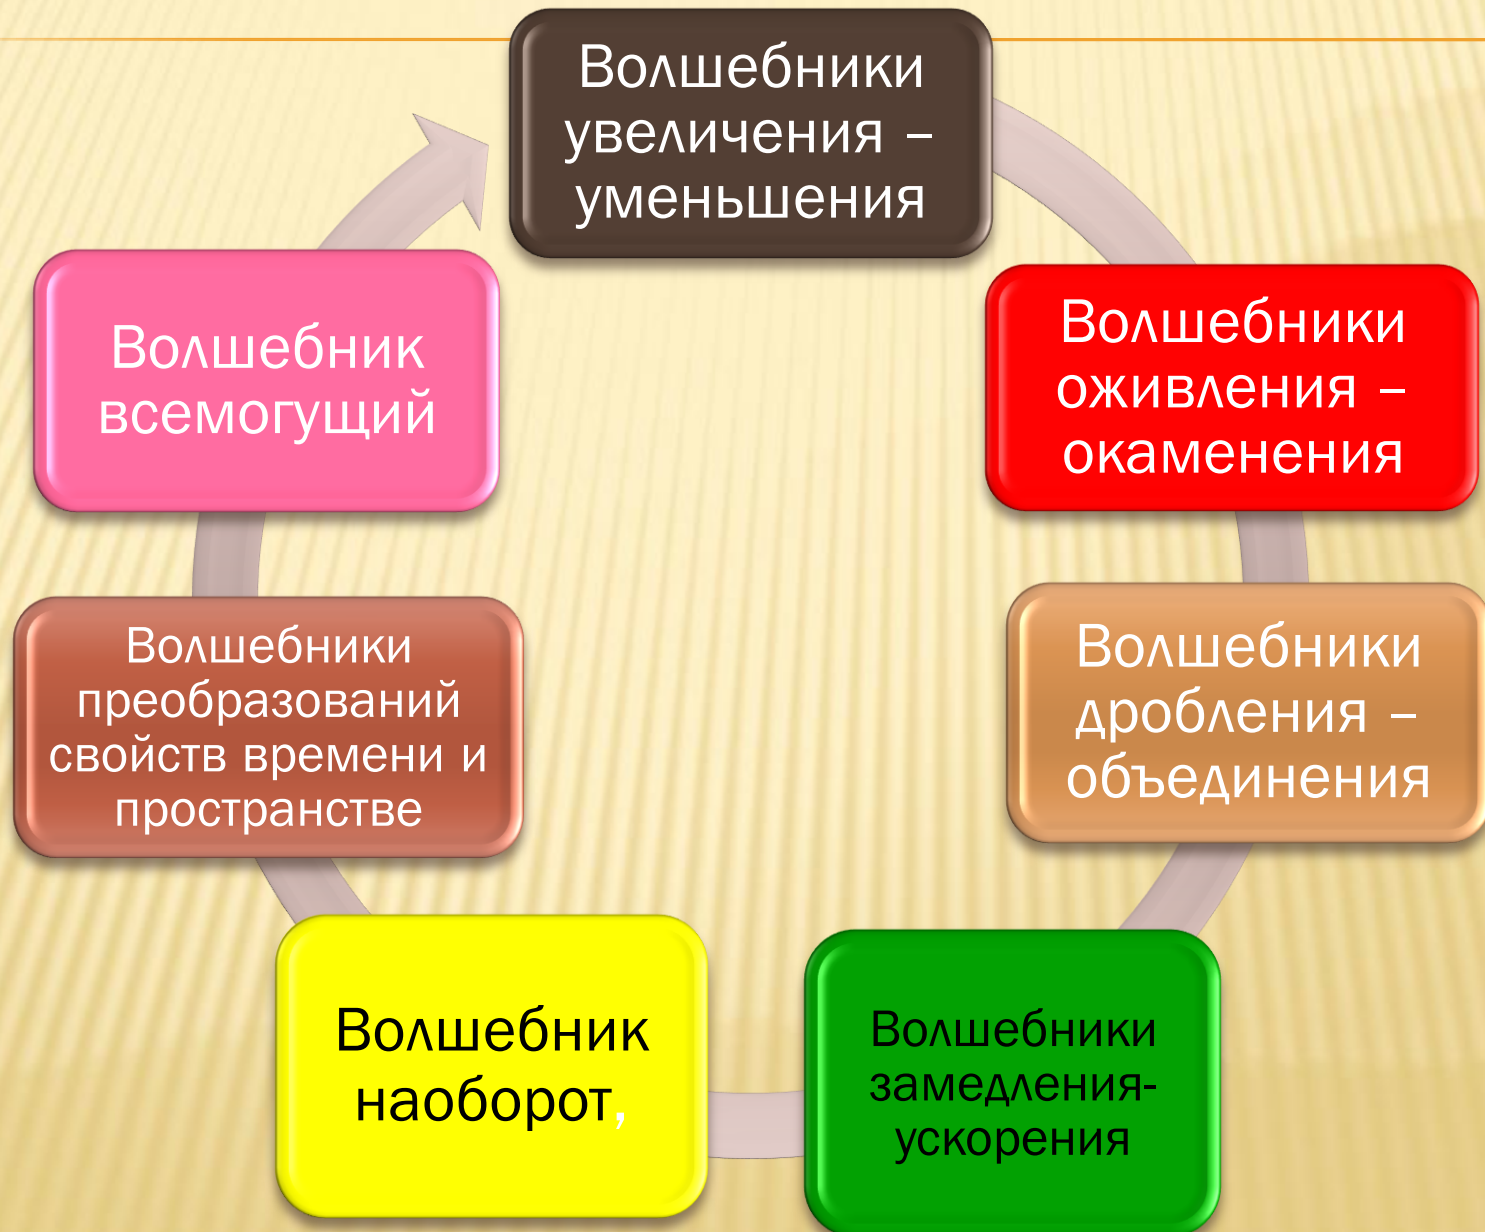 Волшебники
увеличения –
уменьшения
Волшебники
оживления –
окаменения
Волшебники
дробления –
объединения
Волшебники
замедления-
ускорения
Волшебник
наоборот,
Волшебники
преобразований
свойств времени и
пространстве
Волшебник
всемогущий